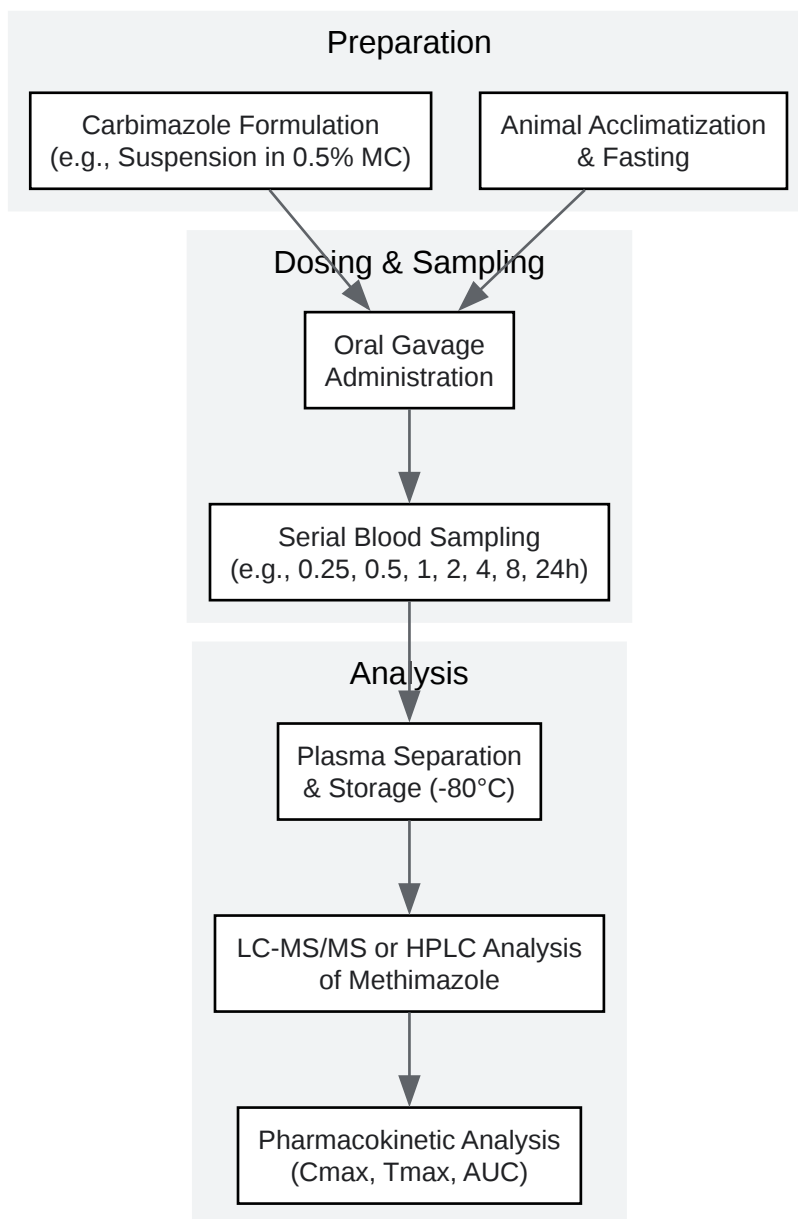 Preparation
Carbimazole Formulation
(e.g., Suspension in 0.5% MC)
Animal Acclimatization
& Fasting
Dosing & Sampling
Oral Gavage
Administration
Serial Blood Sampling
(e.g., 0.25, 0.5, 1, 2, 4, 8, 24h)
Analysis
Plasma Separation
& Storage (-80°C)
LC-MS/MS or HPLC Analysis
of Methimazole
Pharmacokinetic Analysis
(Cmax, Tmax, AUC)